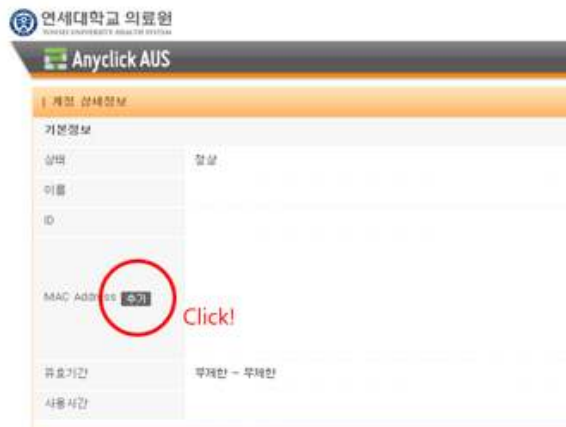 연세대학교 의료원
YONSEI UNIVERSITY HEALTH SYSTEM
Anyclick AUS
| 계정 상세정보
기본정보
상태 정상
이름
ID
MAC Address 추가
Click!
유효기간 무제한 - 무제한
사용시간